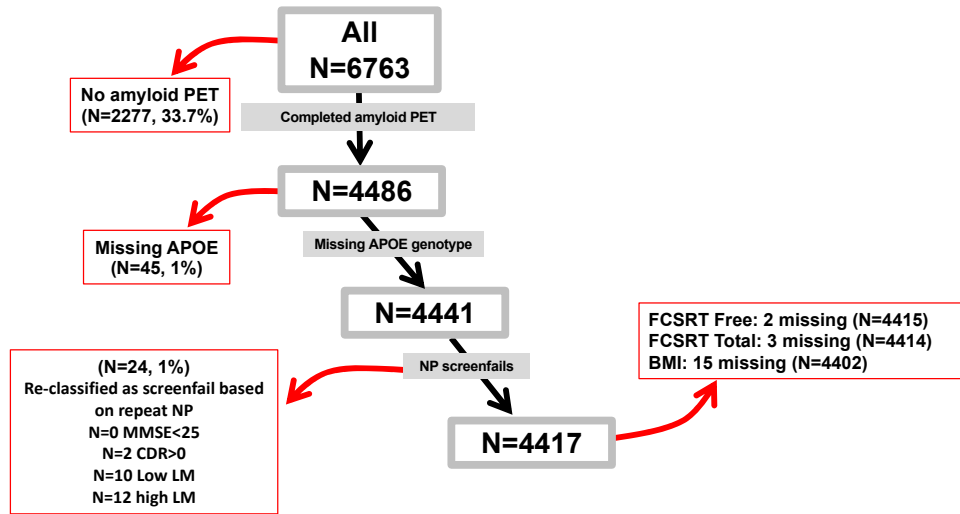 All
N=6763
No amyloid PET
(N=2277, 33.7%)
Completed amyloid PET
N=4486
Missing APOE
(N=45, 1%)
Missing APOE genotype
N=4441
FCSRT Free: 2 missing (N=4415)
FCSRT Total: 3 missing (N=4414)
BMI: 15 missing (N=4402)
NP screenfails
(N=24, 1%)
Re-classified as screenfail based
on repeat NP
N=0 MMSE<25
N=2 CDR>0
N=10 Low LM
N=12 high LM
N=4417